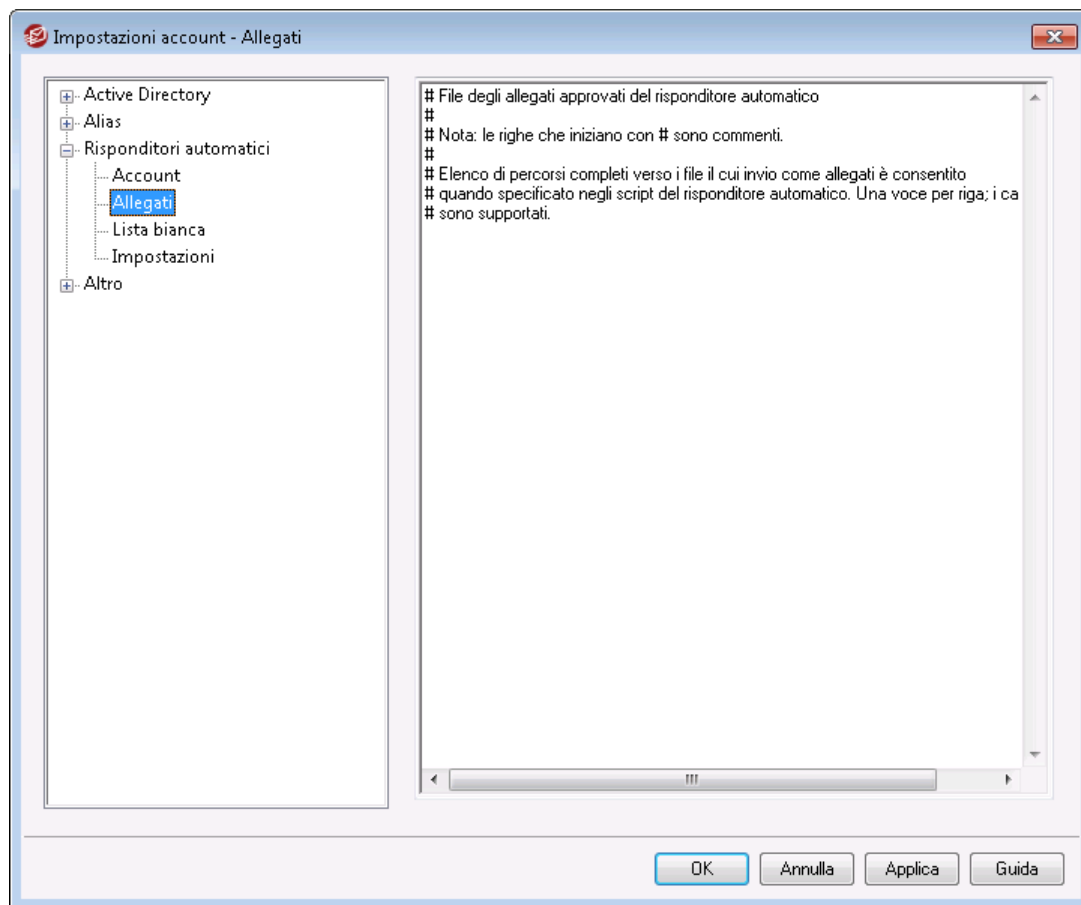 Impostazioni account - Allegati
Active Directory
Alias
Risponditori automatici
Account
Allegati
Lista bianca
Impostazioni
Altro
# File degli allegati approvati del risponditore automatico
#
# Nota: le righe che iniziano con # sono commenti.
#
# Elenco di percorsi completi verso i file il cui invio come allegati è consentito
# quando specificato negli script del risponditore automatico. Una voce per riga; i ca
# sono supportati.
OK
Annulla
Applica
Guida